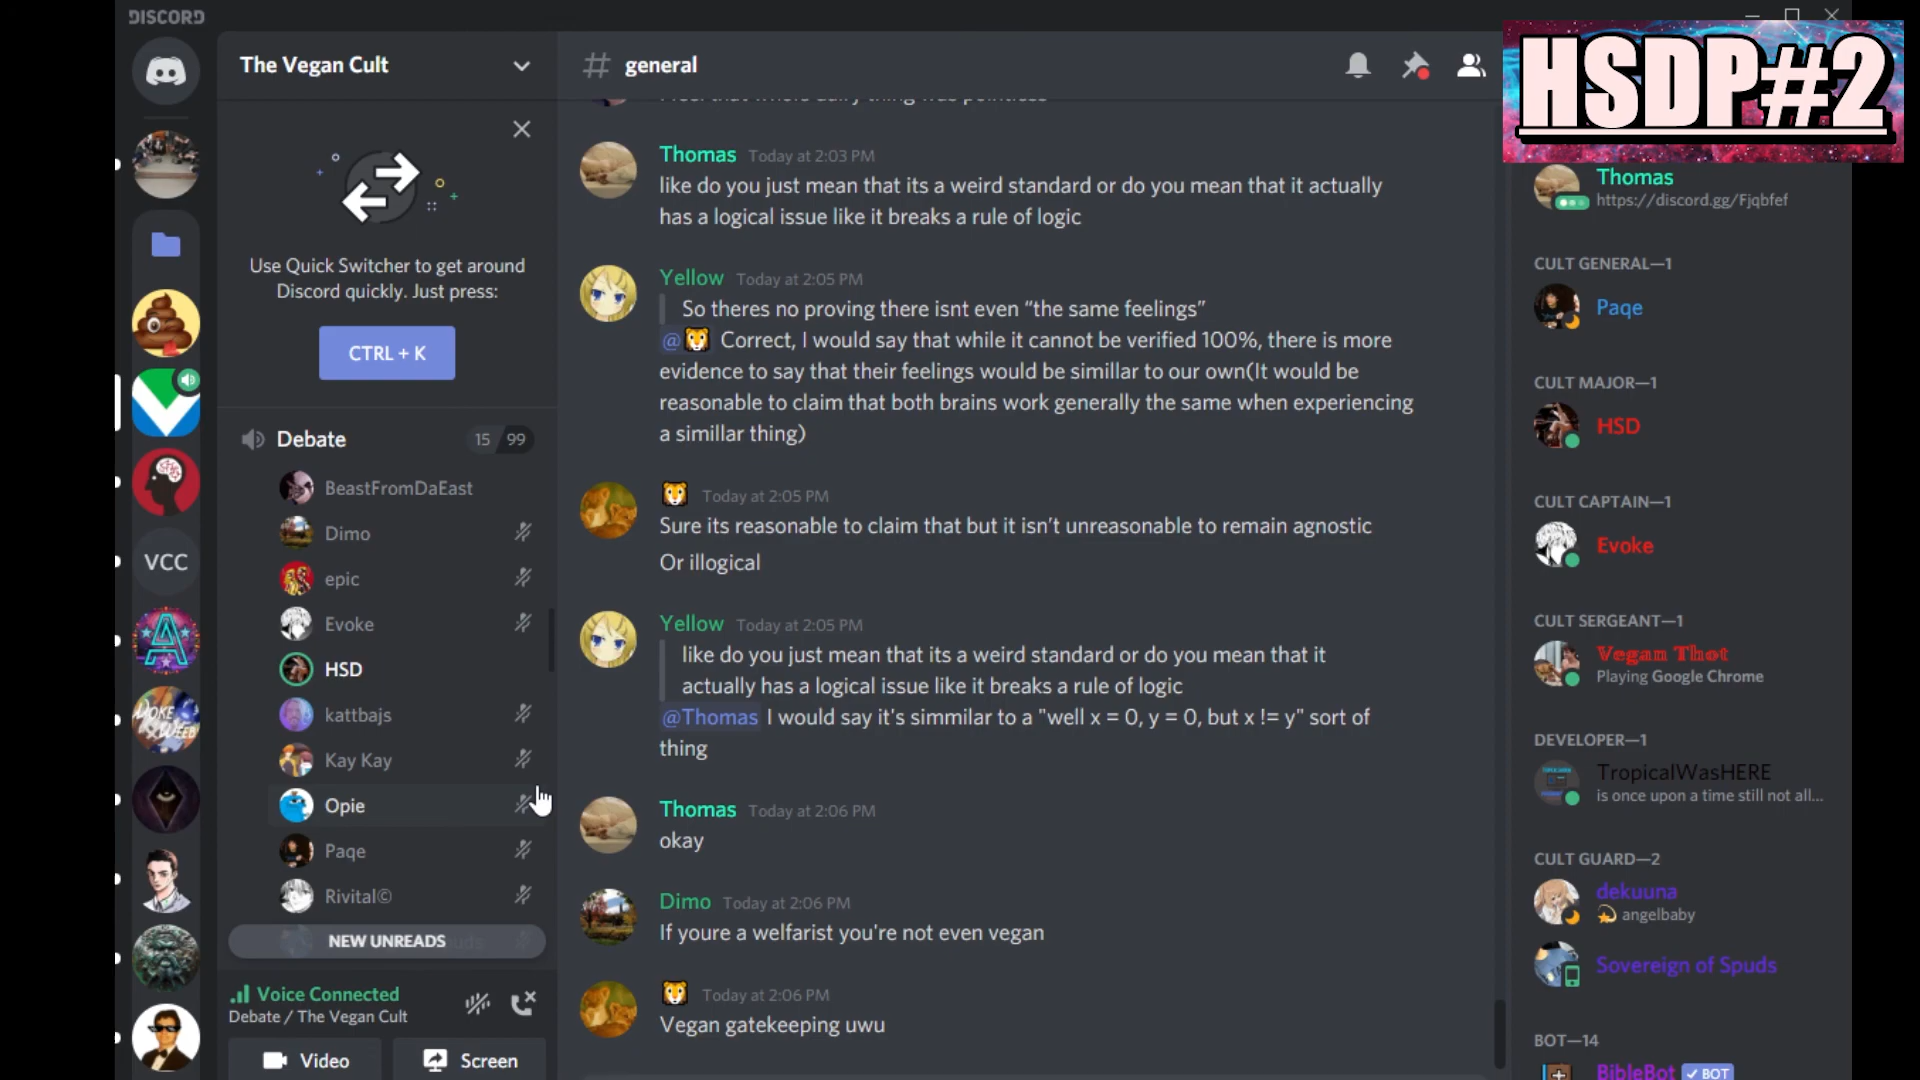 DISCORD
HSDP#2
The Vegan Cult
# general
Use Quick Switcher to get around
Discord quickly. Just press:
CTRL + K
Debate
15 / 99
BeastFromDaEast
Dimo
epic
Evoke
HSD
kattbajs
Kay Kay
Opie
Paqe
Rivital©
NEW UNREADS
Voice Connected
Debate / The Vegan Cult
Video
Screen
VCC
Thomas Today at 2:03 PM
like do you just mean that its a weird standard or do you mean that it actually
has a logical issue like it breaks a rule of logic
Yellow Today at 2:05 PM
So theres no proving there isnt even “the same feelings”
@🐯 Correct, I would say that while it cannot be verified 100%, there is more
evidence to say that their feelings would be simillar to our own(It would be
reasonable to claim that both brains work generally the same when experiencing
a simillar thing)
🐯 Today at 2:05 PM
Sure its reasonable to claim that but it isn’t unreasonable to remain agnostic
Or illogical
Yellow Today at 2:05 PM
like do you just mean that its a weird standard or do you mean that it
actually has a logical issue like it breaks a rule of logic
@Thomas I would say it's simmilar to a "well x = 0, y = 0, but x != y" sort of
thing
Thomas Today at 2:06 PM
okay
Dimo Today at 2:06 PM
If youre a welfarist you're not even vegan
🐯 Today at 2:06 PM
Vegan gatekeeping uwu
Thomas
https://discord.gg/Fjqbfef
CULT GENERAL—1
Paqe
CULT MAJOR—1
HSD
CULT CAPTAIN—1
Evoke
CULT SERGEANT—1
Vegan Thot
Playing Google Chrome
DEVELOPER—1
TropicalWasHERE
is once upon a time still not all...
CULT GUARD—2
dekuuna
angelbaby
Sovereign of Spuds
BOT—14
BibleBot ✓ BOT